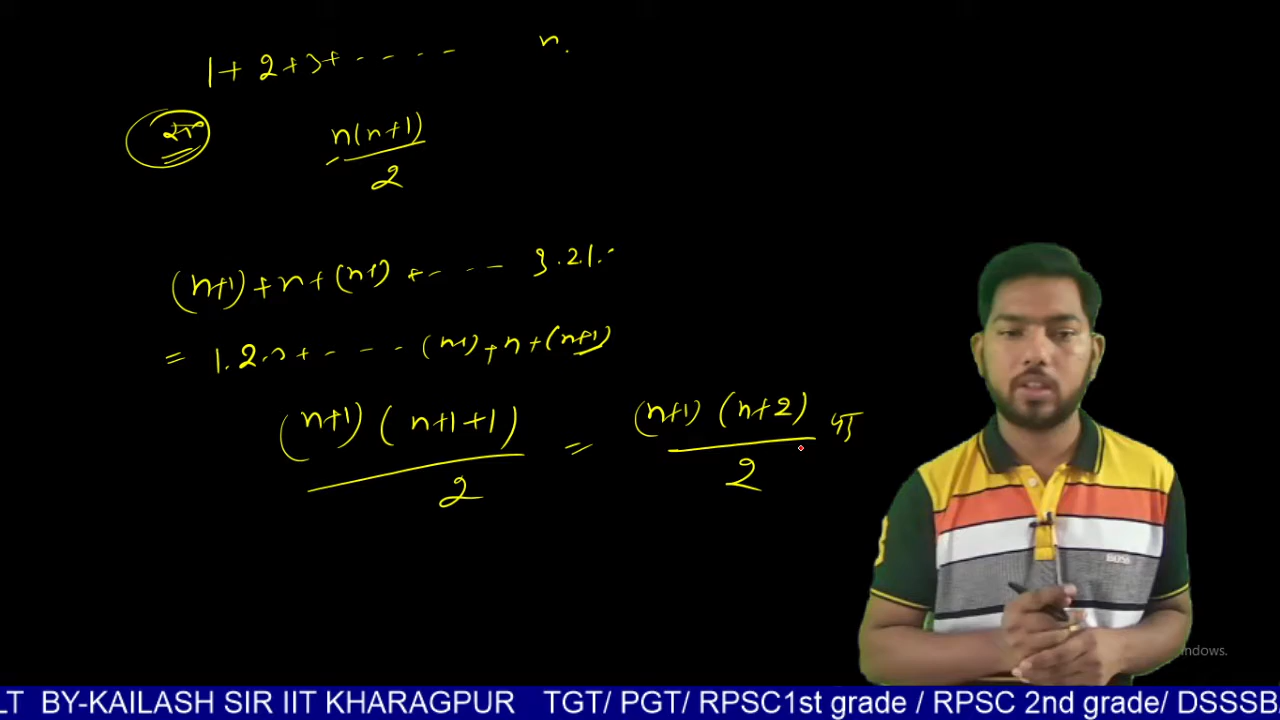 1+ 2+3+ - - - - - n.
n(n+1)
2
(n+1)+n+(n-1) + - - - - 3.2.1.-
= 1.2.3+ - - - - (n-1)+n+(n+1)
(n+1) (n+1+1) = (n+1) (n+2)
2 2
ndows.
LT BY-KAILASH SIR IIT KHARAGPUR TGT/ PGT/ RPSC1st grade / RPSC 2nd grade/ DSSSB